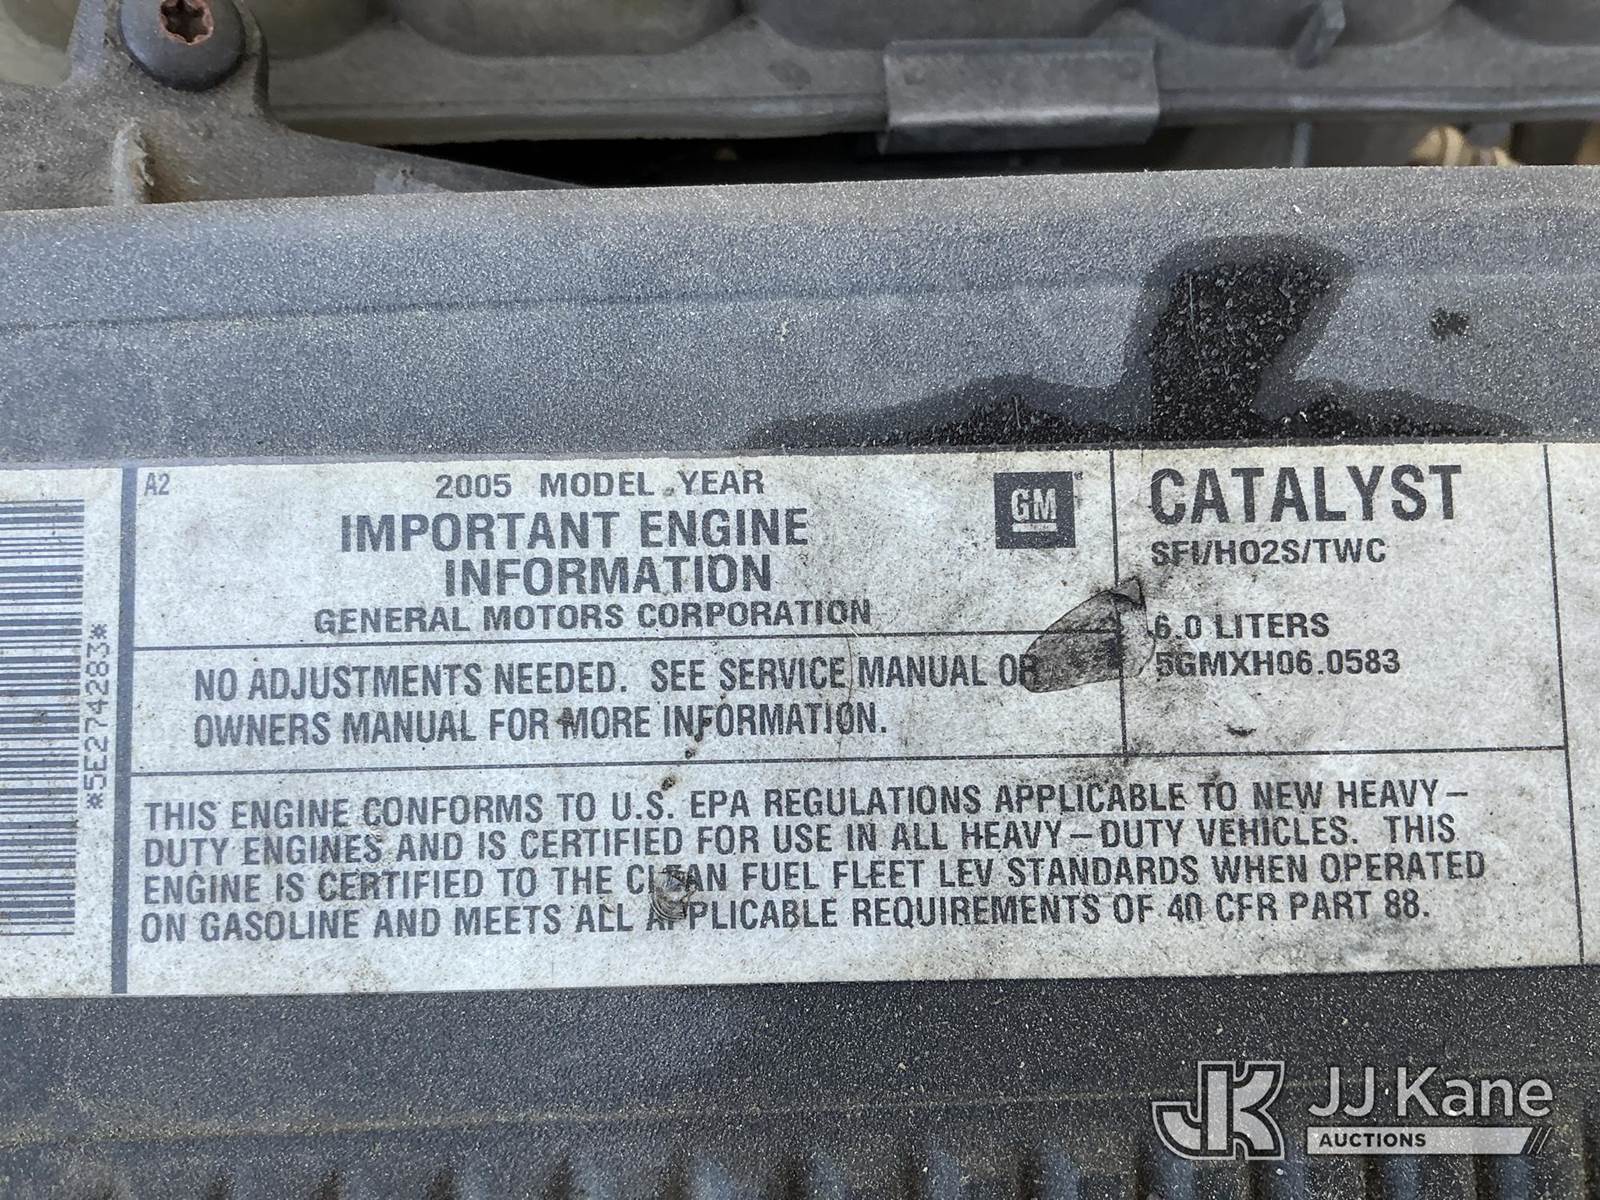 *5E274283*
A2
2005 MODEL YEAR
IMPORTANT ENGINE
INFORMATION
GENERAL MOTORS CORPORATION
GM
NO ADJUSTMENTS NEEDED. SEE SERVICE MANUAL OR
OWNERS MANUAL FOR MORE INFORMATION.
CATALYST
SFI/HO2S/TWC
6.0 LITERS
5GMXH06.0583
THIS ENGINE CONFORMS TO U.S. EPA REGULATIONS APPLICABLE TO NEW HEAVY-
DUTY ENGINES AND IS CERTIFIED FOR USE IN ALL HEAVY-DUTY VEHICLES. THIS
ENGINE IS CERTIFIED TO THE CLEAN FUEL FLEET LEV STANDARDS WHEN OPERATED
ON GASOLINE AND MEETS ALL APPLICABLE REQUIREMENTS OF 40 CFR PART 88.
JK JJ Kane
AUCTIONS